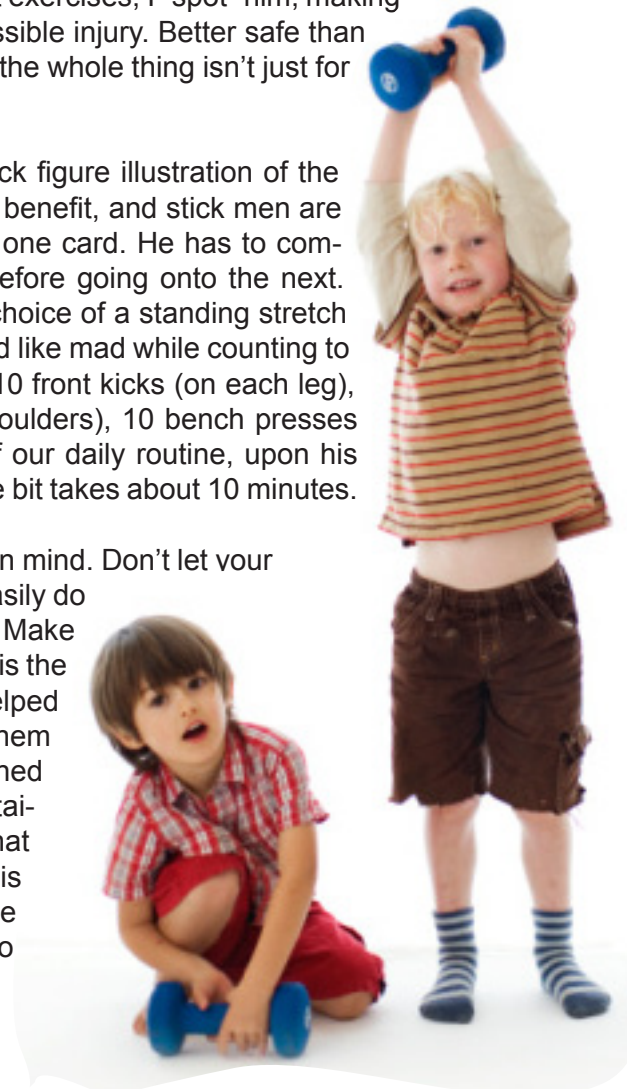 exercises, I “spot” him, making
ssible injury. Better safe than
the whole thing isn’t just for
ck figure illustration of the
benefit, and stick men are
one card. He has to com-
efore going onto the next.
choice of a standing stretch
d like mad while counting to
10 front kicks (on each leg),
oulders), 10 bench presses
f our daily routine, upon his
e bit takes about 10 minutes.
n mind. Don’t let your
asily do
Make
is the
elped
hem
ned
tai-
hat
is
e
o